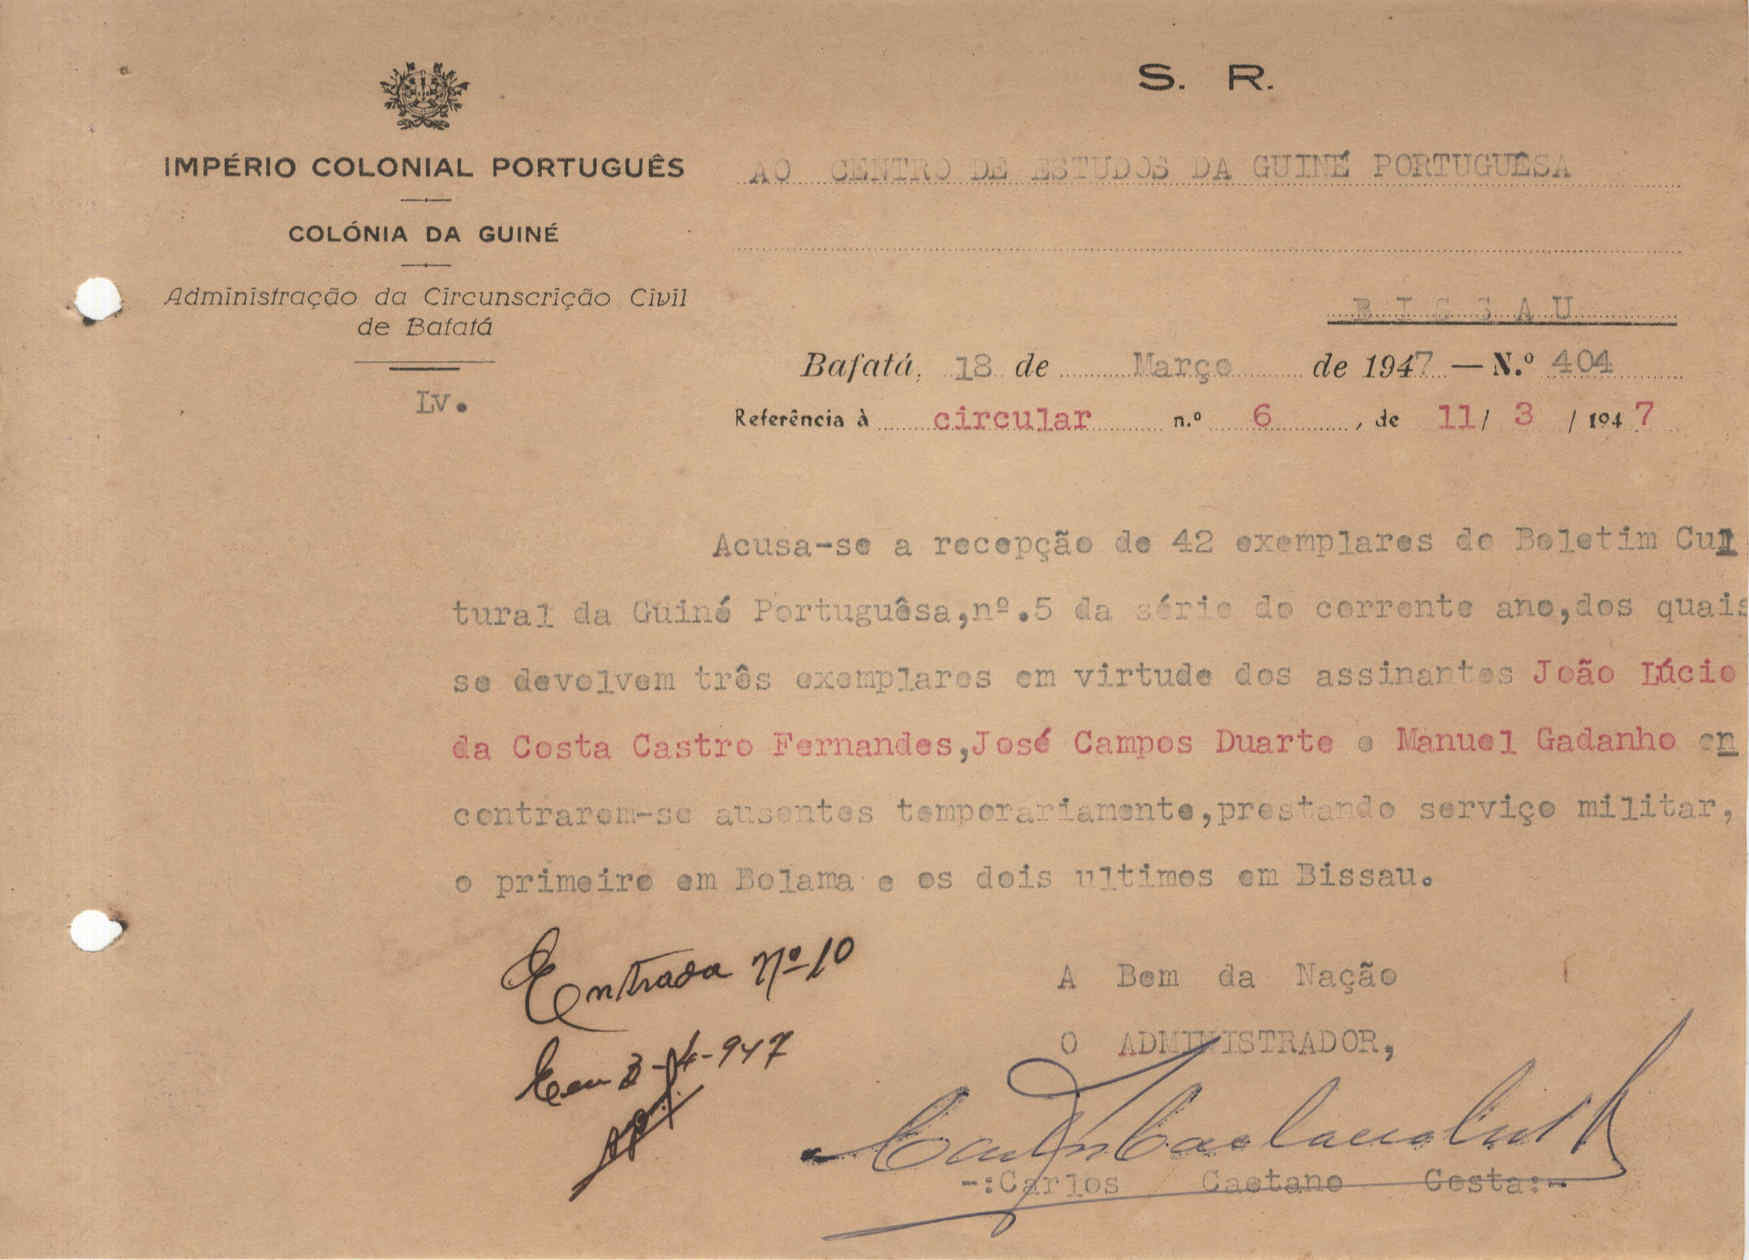 S. R.
IMPÉRIO COLONIAL PORTUGUÊS
COLÓNIA DA GUINÉ
Administração da Circunscrição Civil
de Bafatá
Lv.
AO CENTRO DE ESTUDOS DA GUINÉ PORTUGUÊSA
BISSAU
Bafatá, 18 de Março de 1947 — N.º 404
Referência à circular n.º 6, de 11/ 3 / 1947
Acusa-se a recepção de 42 exemplares do Boletim Cul
tural da Guiné Portuguêsa,nº.5 da série do corrente ano,dos quais
se devolvem três exemplares em virtude dos assinantes João Lúcio
da Costa Castro Fernandes,José Campos Duarte e Manuel Gadanho en
contrarem-se ausentes temporariamente,prestando serviço militar,
o primeiro em Bolama e os dois ultimos em Bissau.
Entrada nº 10
Em 3-4-947
A Bem da Nação
O ADMINISTRADOR,
-:Carlos Caetano Costa:-